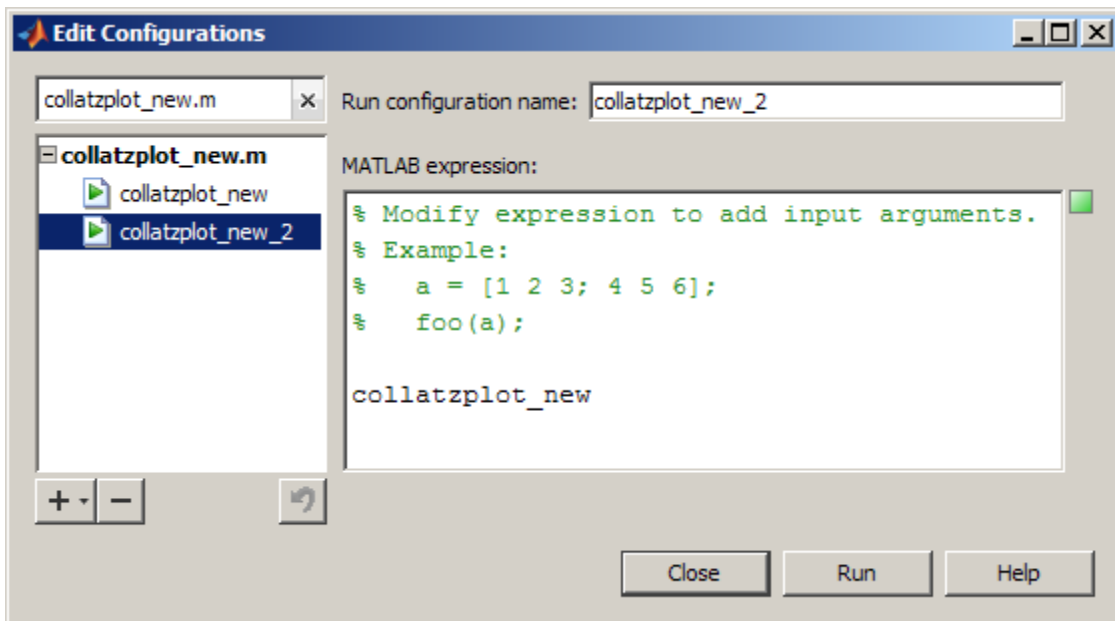 Edit Configurations
collatzplot_new.m
Run configuration name: collatzplot_new_2
collatzplot_new.m
collatzplot_new
collatzplot_new_2
MATLAB expression:
% Modify expression to add input arguments.
% Example:
%   a = [1 2 3; 4 5 6];
%   foo(a);
collatzplot_new
Close
Run
Help